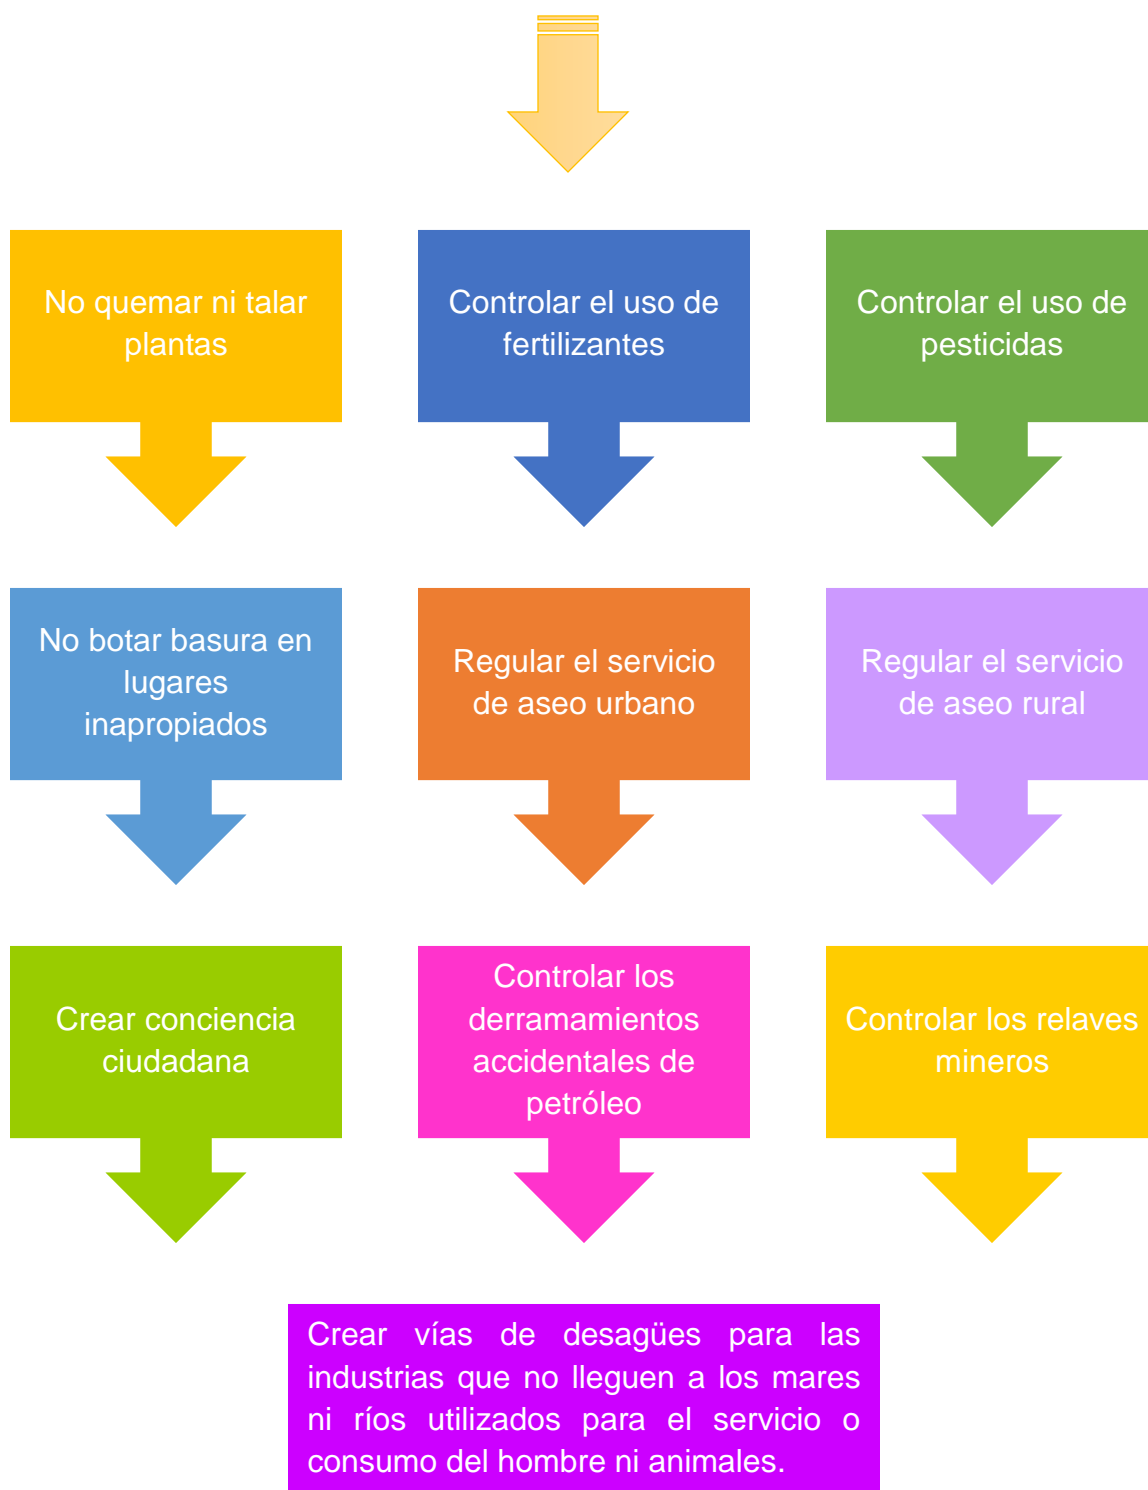 No quemar ni talar
plantas
Controlar el uso de
fertilizantes
Controlar el uso de
pesticidas
No botar basura en
lugares
inapropiados
Regular el servicio
de aseo urbano
Regular el servicio
de aseo rural
Crear conciencia
ciudadana
Controlar los
derramamientos
accidentales de
petróleo
Controlar los relaves
mineros
Crear vías de desagües para las
industrias que no lleguen a los mares
ni ríos utilizados para el servicio o
consumo del hombre ni animales.